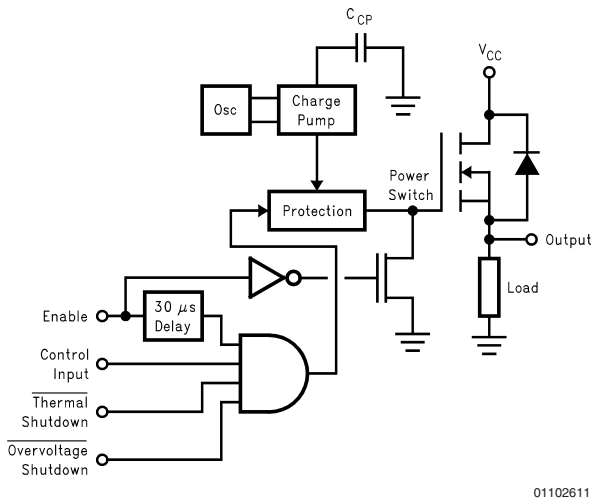 C CP
V CC
Osc
Charge
Pump
Power
Switch
Protection
Output
Load
Enable
30 μs
Delay
Control
Input
Thermal
Shutdown
Overvoltage
Shutdown
01102611